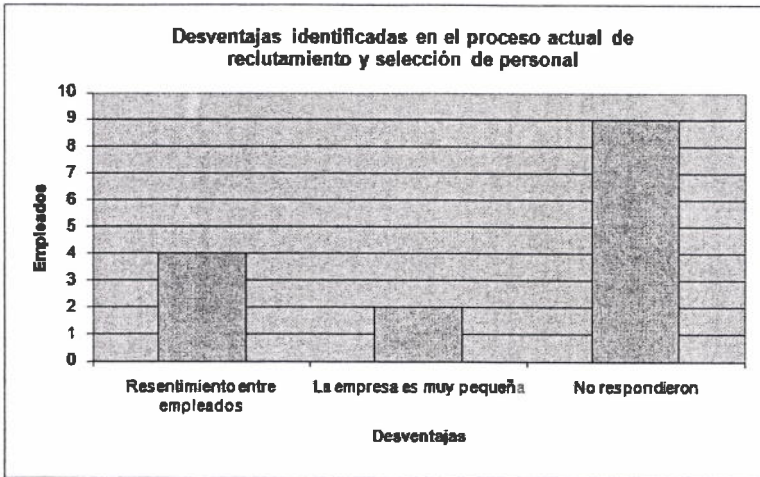 Desventajas identificadas en el proceso actual de
reclutamiento y selección de personal
10
9
8
7
6
5
4
3
2
1
0
Empleados
Resentimiento entre
empleados
La empresa es muy pequeña
No respondieron
Desventajas